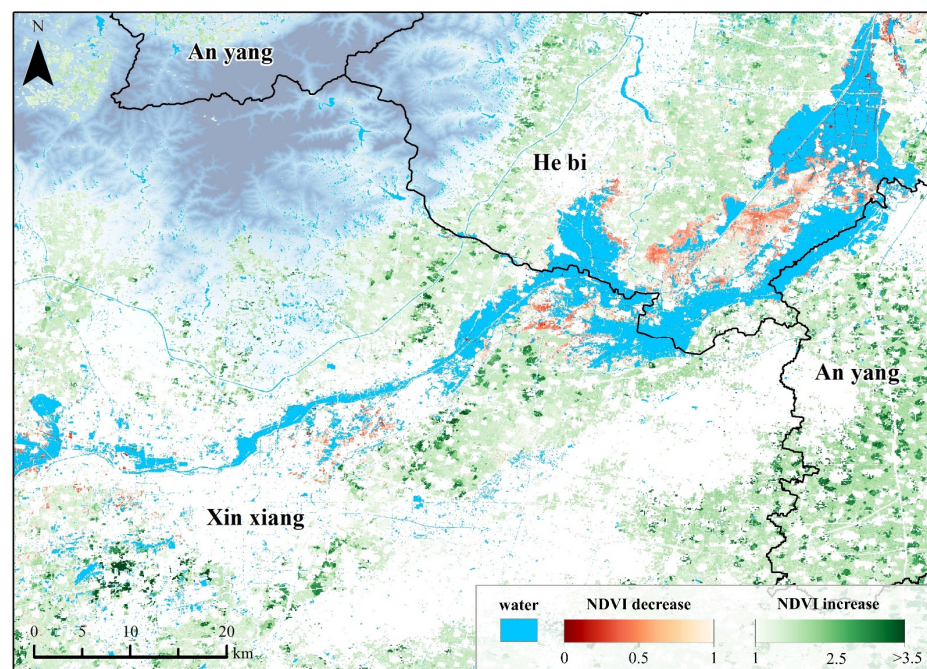 N
An yang
He bi
An yang
Xin xiang
water NDVI decrease NDVI increase
0 0.5 1 1 2.5 >3.5
0 5 10 20
km